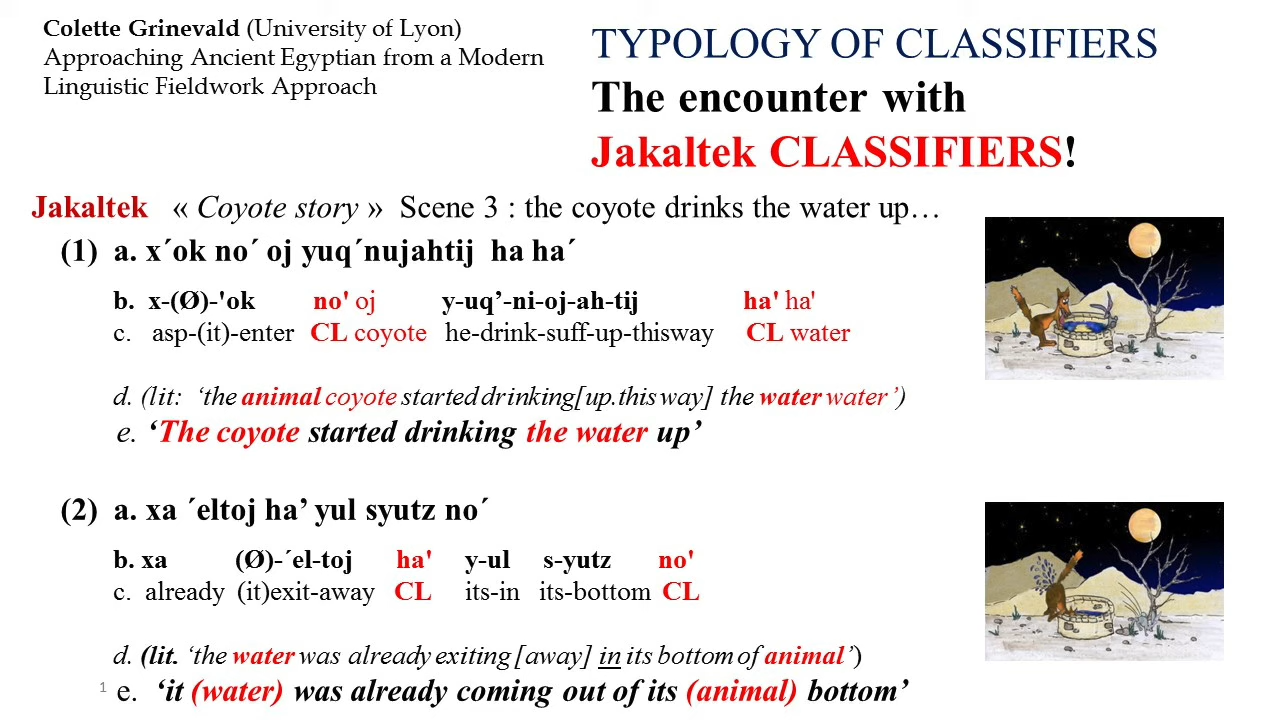 Colette Grinevald (University of Lyon)
Approaching Ancient Egyptian from a Modern
Linguistic Fieldwork Approach
TYPOLOGY OF CLASSIFIERS
The encounter with
Jakaltek CLASSIFIERS!
Jakaltek « Coyote story » Scene 3 : the coyote drinks the water up…
(1) a. x´ok no´ oj yuq´nujahtij ha ha´
b. x-(Ø)-'ok no' oj y-uq’-ni-oj-ah-tij ha' ha'
c. asp-(it)-enter CL coyote he-drink-suff-up-thisway CL water
d. (lit: ‘the animal coyote started drinking[up.this way] the water water’)
e. ‘The coyote started drinking the water up’
(2) a. xa ´eltoj ha’ yul syutz no´
b. xa (Ø)-´el-toj ha' y-ul s-yutz no'
c. already (it)exit-away CL its-in its-bottom CL
d. (lit. ‘the water was already exiting [away] in its bottom of animal’)
1 e. ‘it (water) was already coming out of its (animal) bottom’